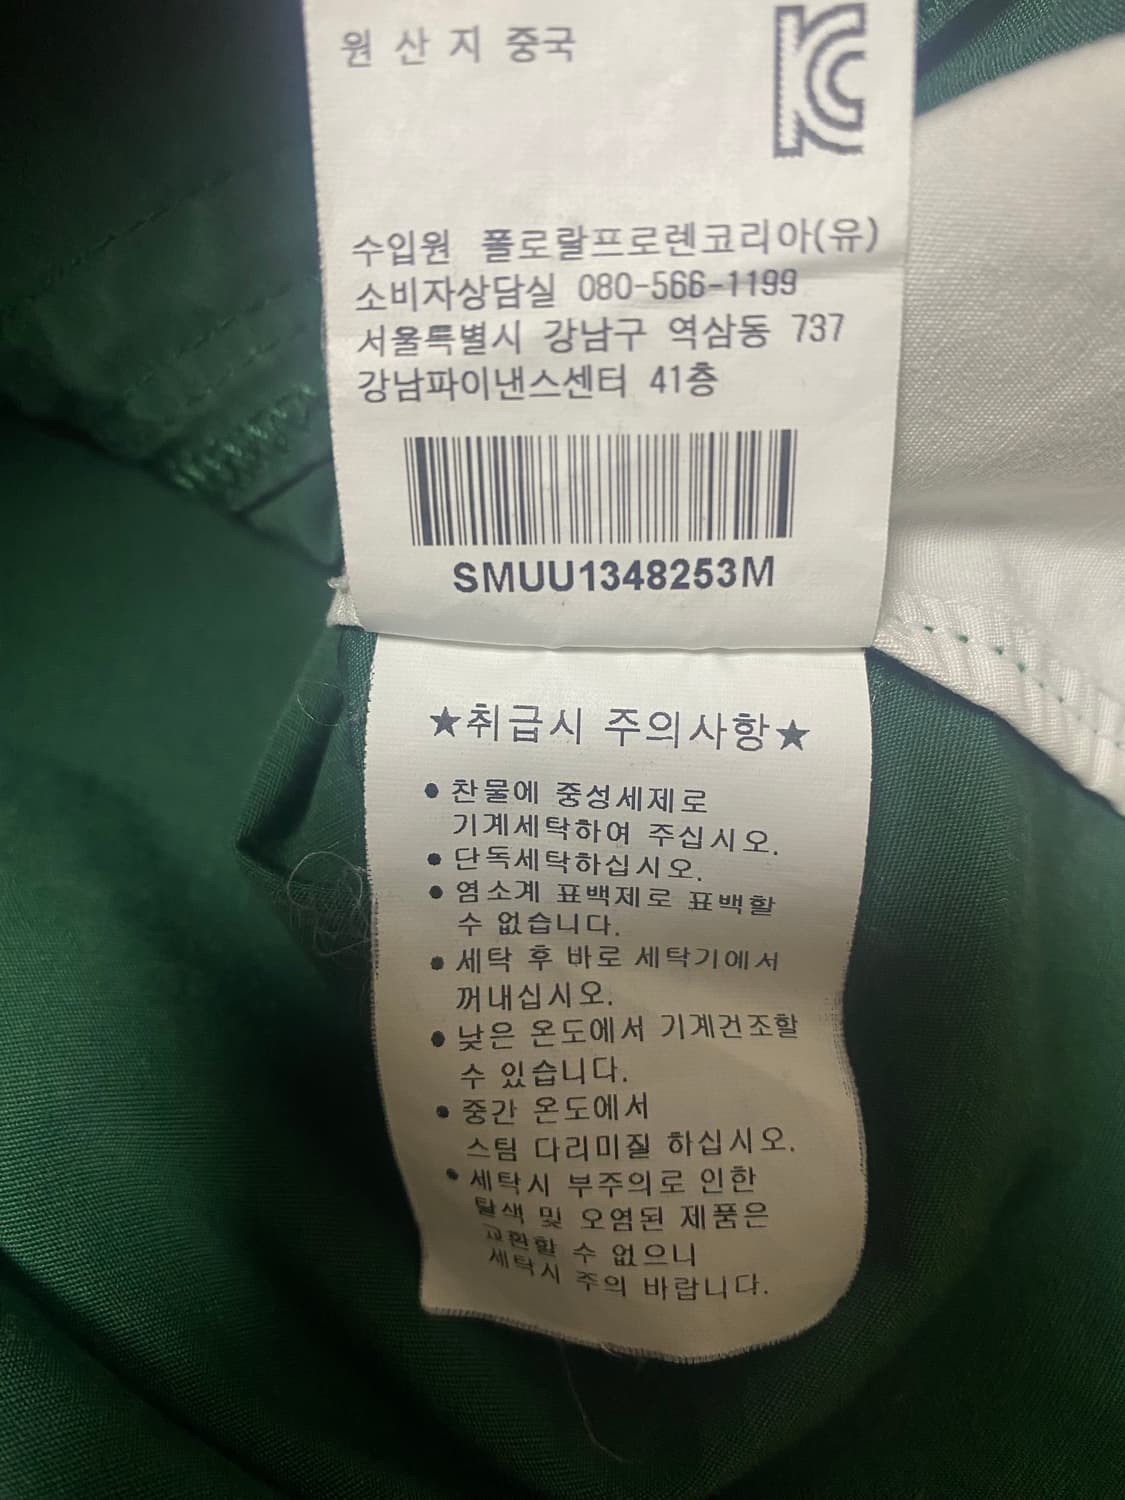 원 산 지 중국
수입원 폴로랄프로렌코리아(유)
소비자상담실 080-566-1199
서울특별시 강남구 역삼동 737
강남파이낸스센터 41층
SMUU1348253M
★취급시 주의사항★
• 찬물에 중성세제로
기계세탁하여 주십시오.
• 단독세탁하십시오.
• 염소계 표백제로 표백할
수 없습니다.
• 세탁 후 바로 세탁기에서
꺼내십시오.
• 낮은 온도에서 기계건조할
수 있습니다.
• 중간 온도에서
스팀 다리미질 하십시오.
• 세탁시 부주의로 인한
탈색 및 오염된 제품은
교환할 수 없으니
세탁시 주의 바랍니다.